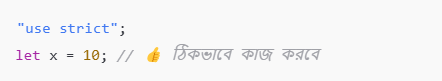 "use strict";
let x = 10; // 👍 ঠিকভাবে কাজ করবে